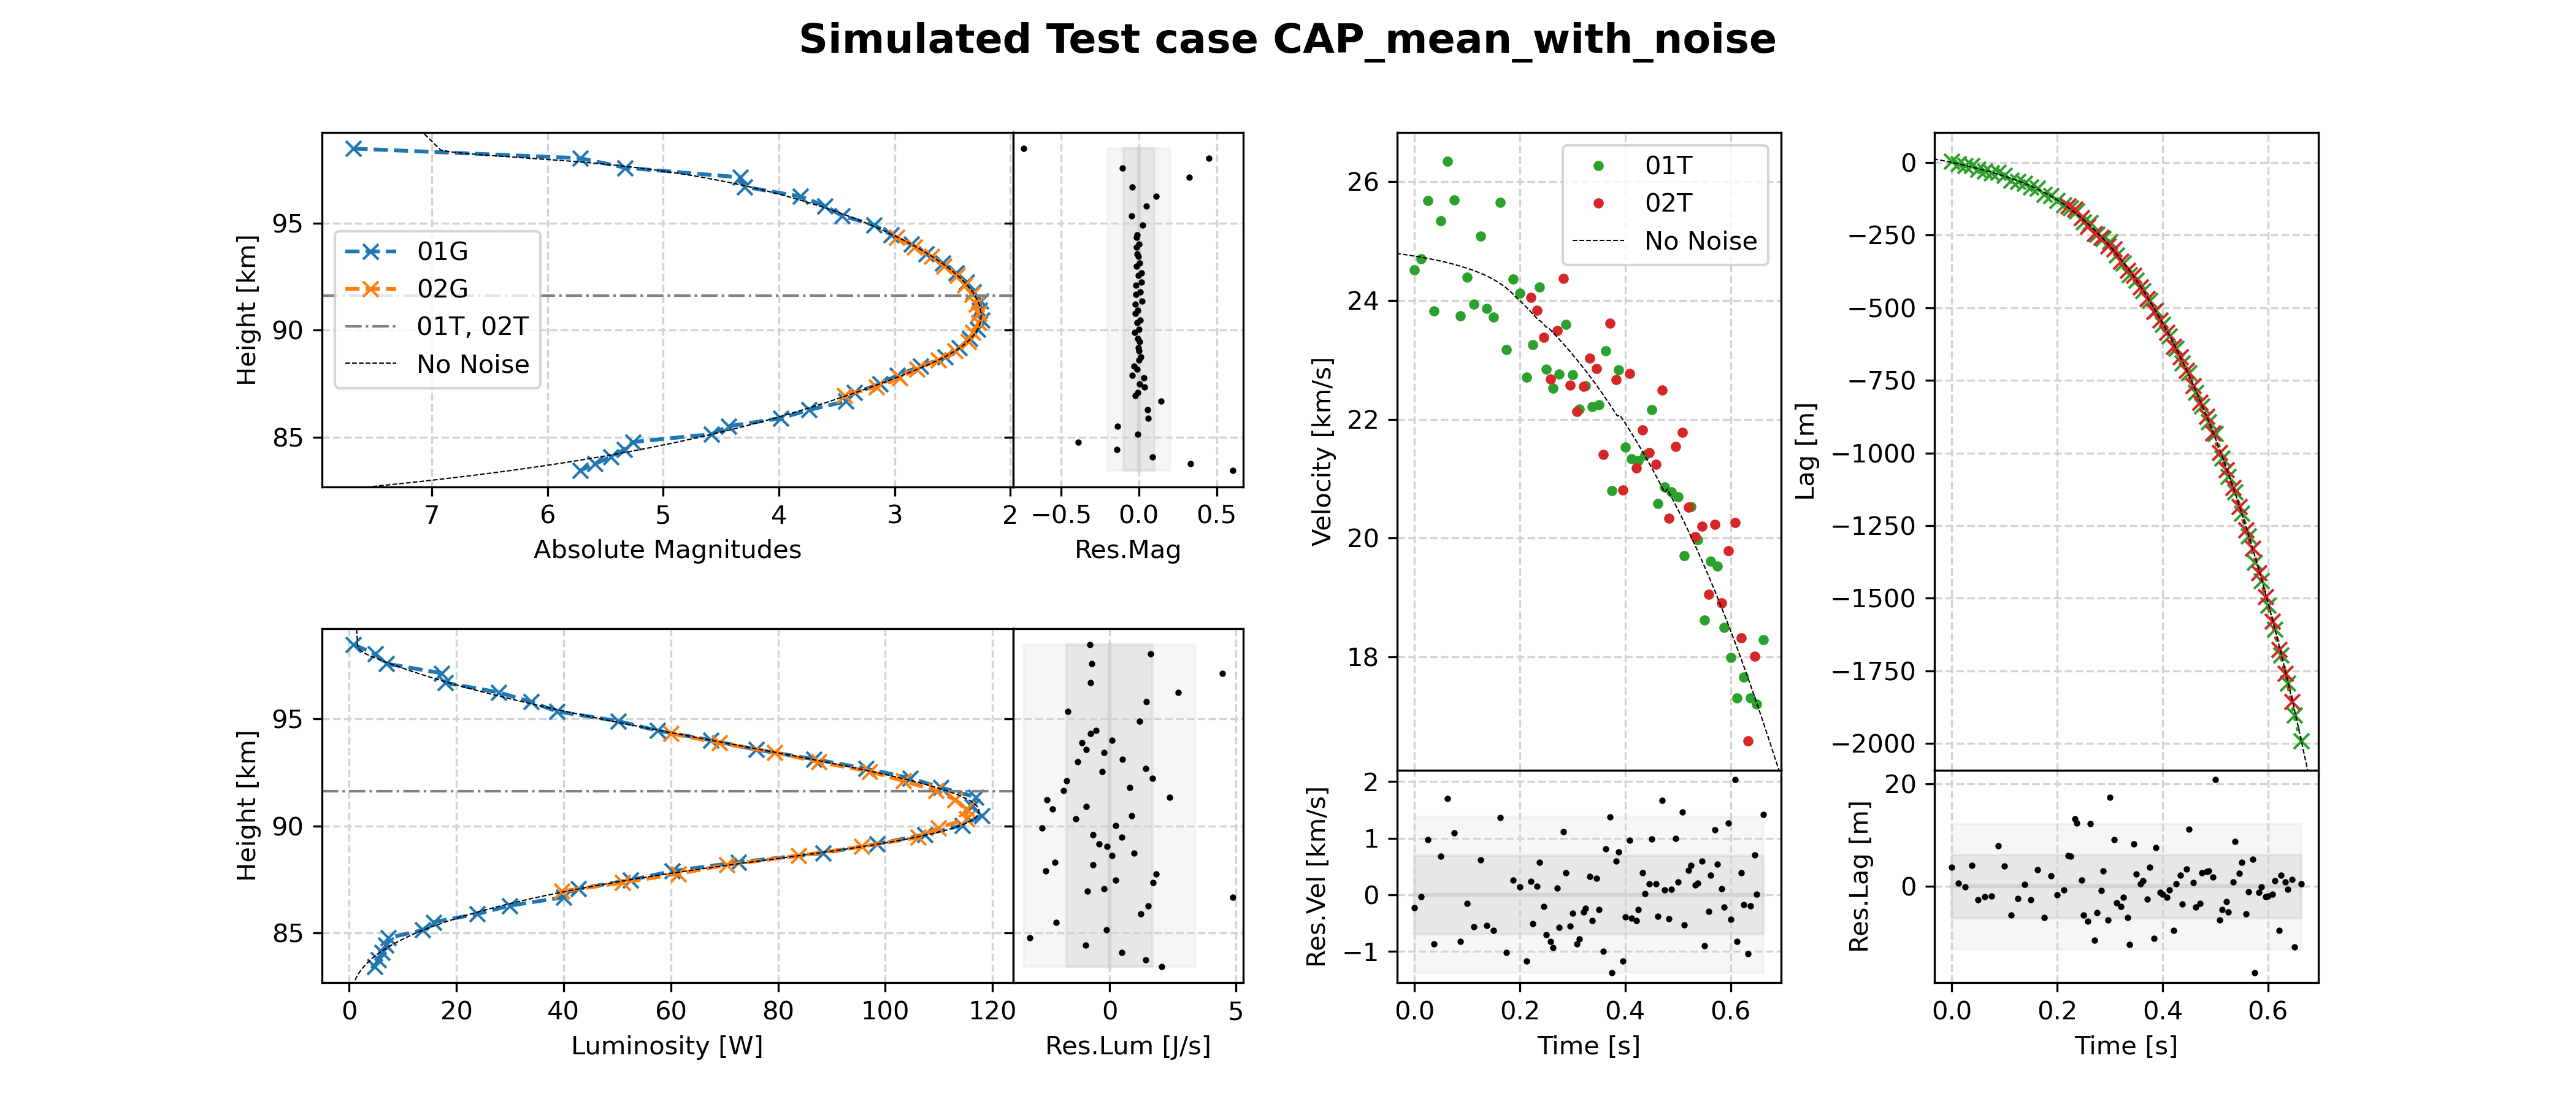 Simulated Test case CAP_mean_with_noise
Height [km]
95
90
85
01G
02G
01T, 02T
No Noise
7 6 5 4 3 2
Absolute Magnitudes
−0.5 0.0 0.5
Res.Mag
Height [km]
95
90
85
0 20 40 60 80 100 120
Luminosity [W]
0 5
Res.Lum [J/s]
Velocity [km/s]
26
24
22
20
18
01T
02T
No Noise
Res.Vel [km/s]
2
1
0
−1
0.0 0.2 0.4 0.6
Time [s]
Lag [m]
0
−250
−500
−750
−1000
−1250
−1500
−1750
−2000
Res.Lag [m]
20
0
0.0 0.2 0.4 0.6
Time [s]